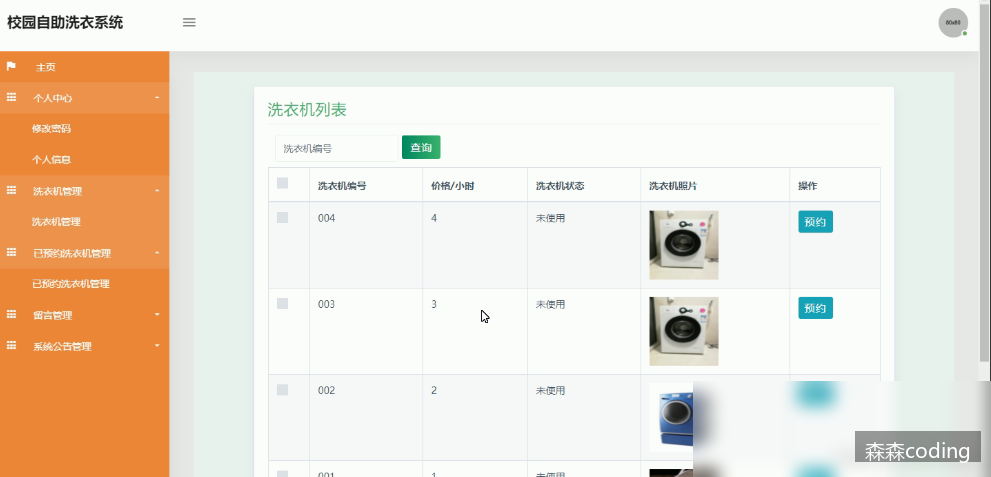 校园自助洗衣系统
主页
个人中心
修改密码
个人信息
洗衣机管理
洗衣机管理
已预约洗衣机管理
已预约洗衣机管理
留言管理
系统公告管理
洗衣机列表
洗衣机编号 查询
洗衣机编号 价格/小时 洗衣机状态 洗衣机照片 操作
004 4 未使用 预约
003 3 未使用 预约
002 2 未使用
001 1 未使用
森森coding